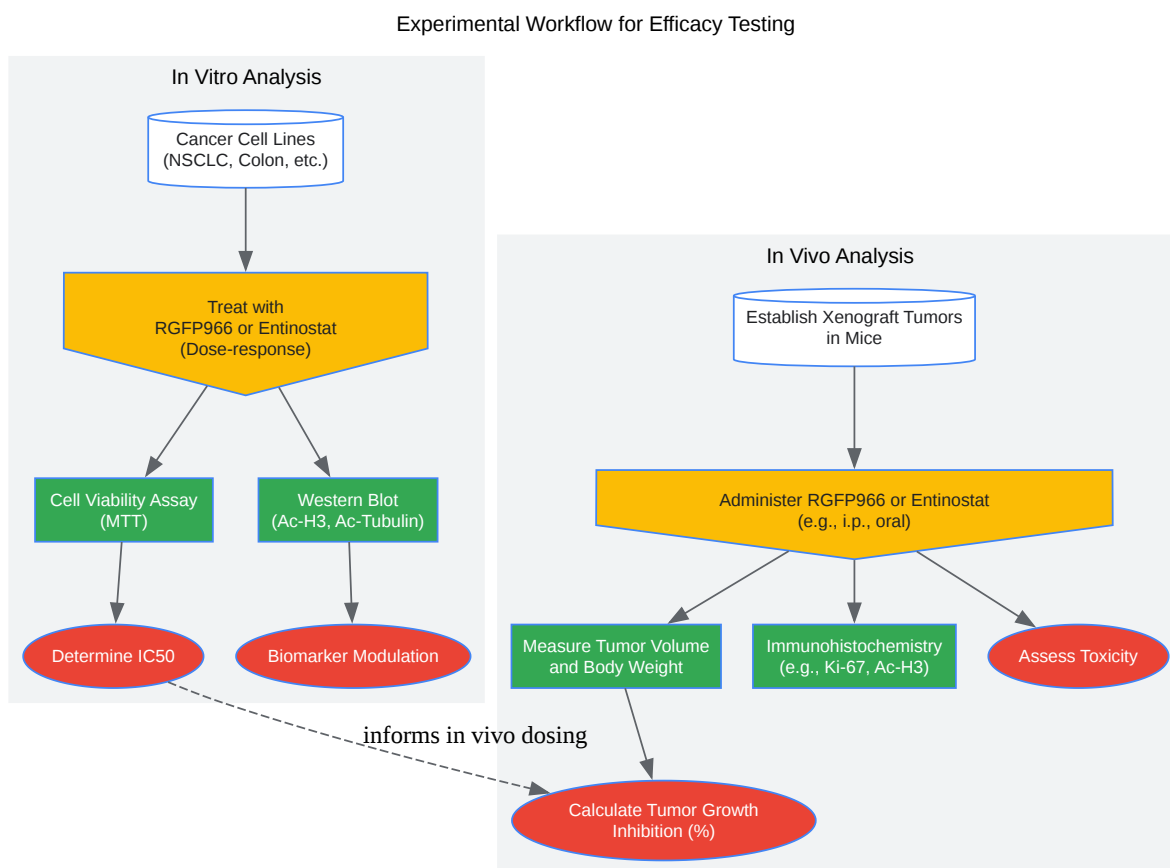 Experimental Workflow for Efficacy Testing
In Vitro Analysis
Cancer Cell Lines
(NSCLC, Colon, etc.)
Treat with
RGFP966 or Entinostat
(Dose-response)
Cell Viability Assay
(MTT)
Western Blot
(Ac-H3, Ac-Tubulin)
Determine IC50
Biomarker Modulation
informs in vivo dosing
In Vivo Analysis
Establish Xenograft Tumors
in Mice
Administer RGFP966 or Entinostat
(e.g., i.p., oral)
Measure Tumor Volume
and Body Weight
Immunohistochemistry
(e.g., Ki-67, Ac-H3)
Assess Toxicity
Calculate Tumor Growth
Inhibition (%)